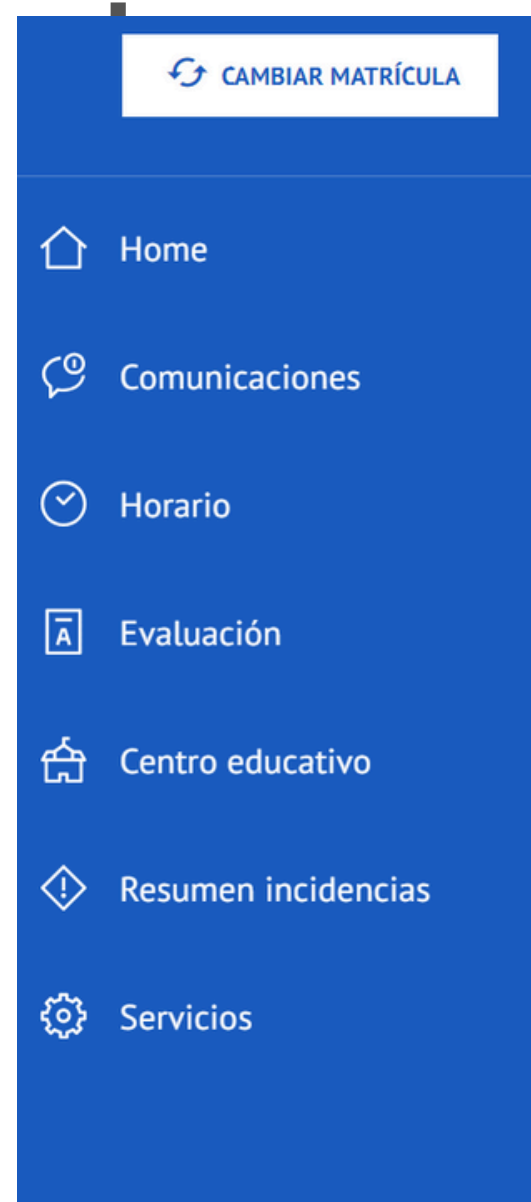 CAMBIAR MATRÍCULA
Home
Comunicaciones
Horario
Evaluación
Centro educativo
Resumen incidencias
Servicios